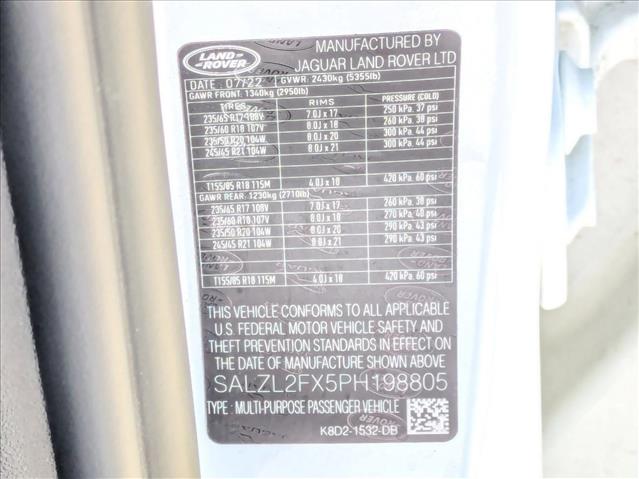 LAND
ROVER
MANUFACTURED BY
JAGUAR LAND ROVER LTD
DATE 07/22 GVWR: 2430kg (5355lb)
GAWR FRONT: 1340kg (2950lb)
TIRES RIMS PRESSURE (COLD)
235/65 R17 108V 7.0J x 17 250 kPa. 37 psi
235/60 R18 107V 8.0J x 18 260 kPa. 38 psi
235/50 R20 104W 8.0J x 20 300 kPa. 44 psi
245/45 R21 104W 8.0J x 21 300 kPa. 44 psi
T155/85 R18 115M 4.0J x 18 420 kPa. 60 psi
GAWR REAR: 1230kg (2710lb)
235/65 R17 108V 7.0J x 17 260 kPa. 38 psi
235/60 R18 107V 8.0J x 18 270 kPa. 40 psi
235/50 R20 104W 8.0J x 20 290 kPa. 43 psi
245/45 R21 104W 8.0J x 21 290 kPa. 43 psi
T155/85 R18 115M 4.0J x 18 420 kPa. 60 psi
THIS VEHICLE CONFORMS TO ALL APPLICABLE
U.S. FEDERAL MOTOR VEHICLE SAFETY AND
THEFT PREVENTION STANDARDS IN EFFECT ON
THE DATE OF MANUFACTURE SHOWN ABOVE
SALZL2FX5PH198805
TYPE: MULTI-PURPOSE PASSENGER VEHICLE
K8D2-1532-DB